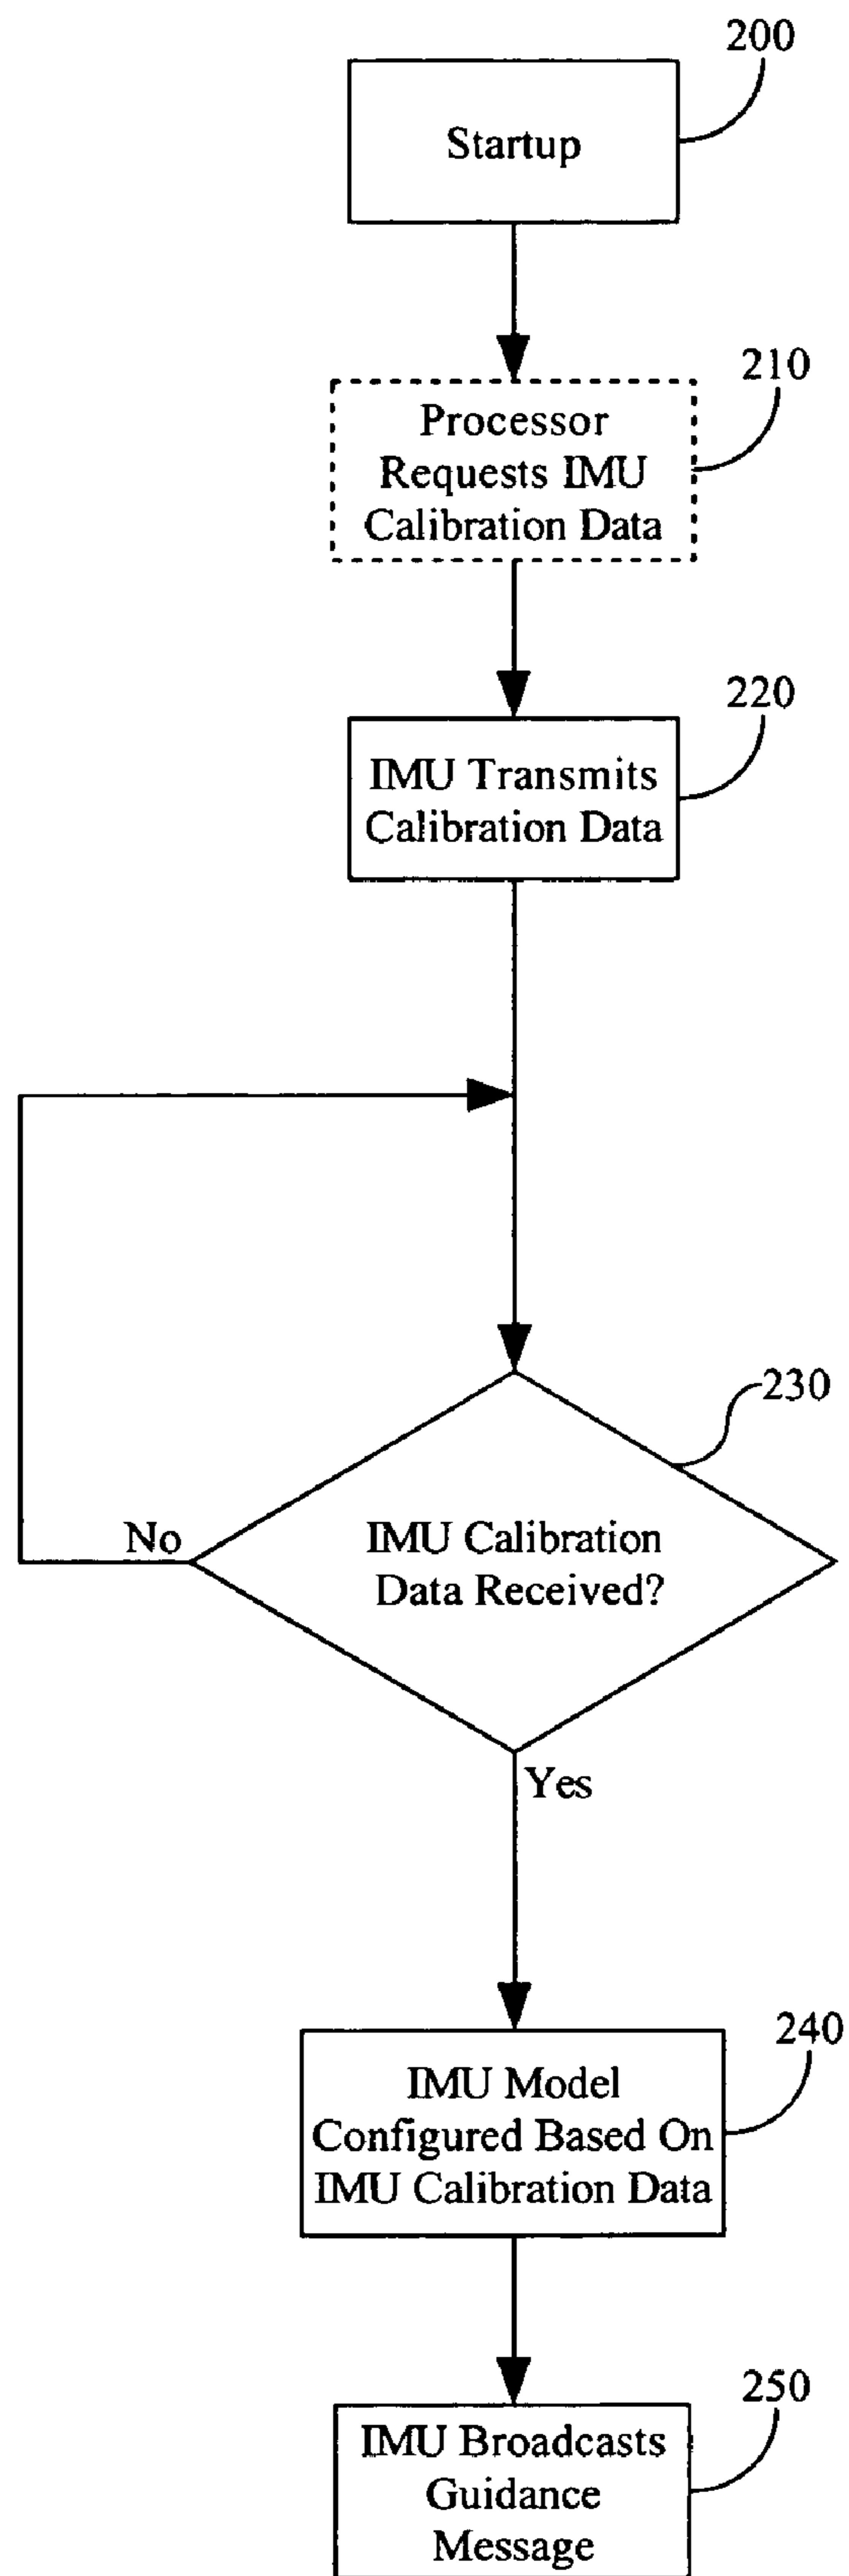 200
Startup
210
Processor
Requests IMU
Calibration Data
220
IMU Transmits
Calibration Data
230
No
IMU Calibration
Data Received?
Yes
240
IMU Model
Configured Based On
IMU Calibration Data
250
IMU Broadcasts
Guidance
Message